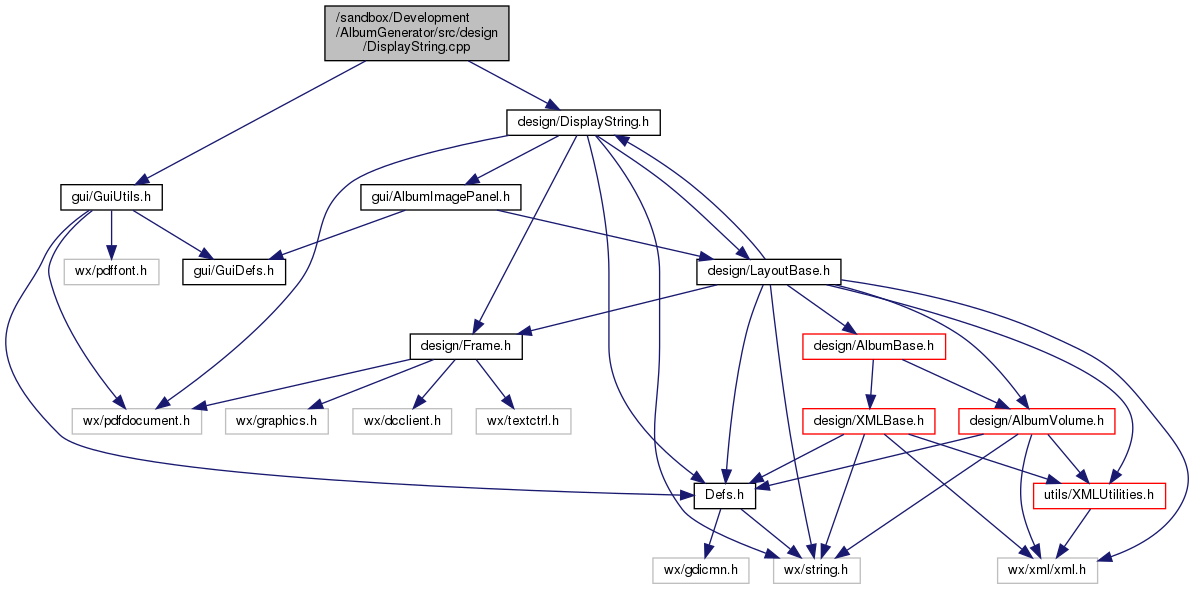 /sandbox/Development
/AlbumGenerator/src/design
/DisplayString.cpp
design/DisplayString.h
gui/GuiUtils.h
gui/AlbumImagePanel.h
wx/pdffont.h
gui/GuiDefs.h
design/LayoutBase.h
design/Frame.h
design/AlbumBase.h
wx/pdfdocument.h
wx/graphics.h
wx/dcclient.h
wx/textctrl.h
design/XMLBase.h
design/AlbumVolume.h
Defs.h
utils/XMLUtilities.h
wx/gdicmn.h
wx/string.h
wx/xml/xml.h